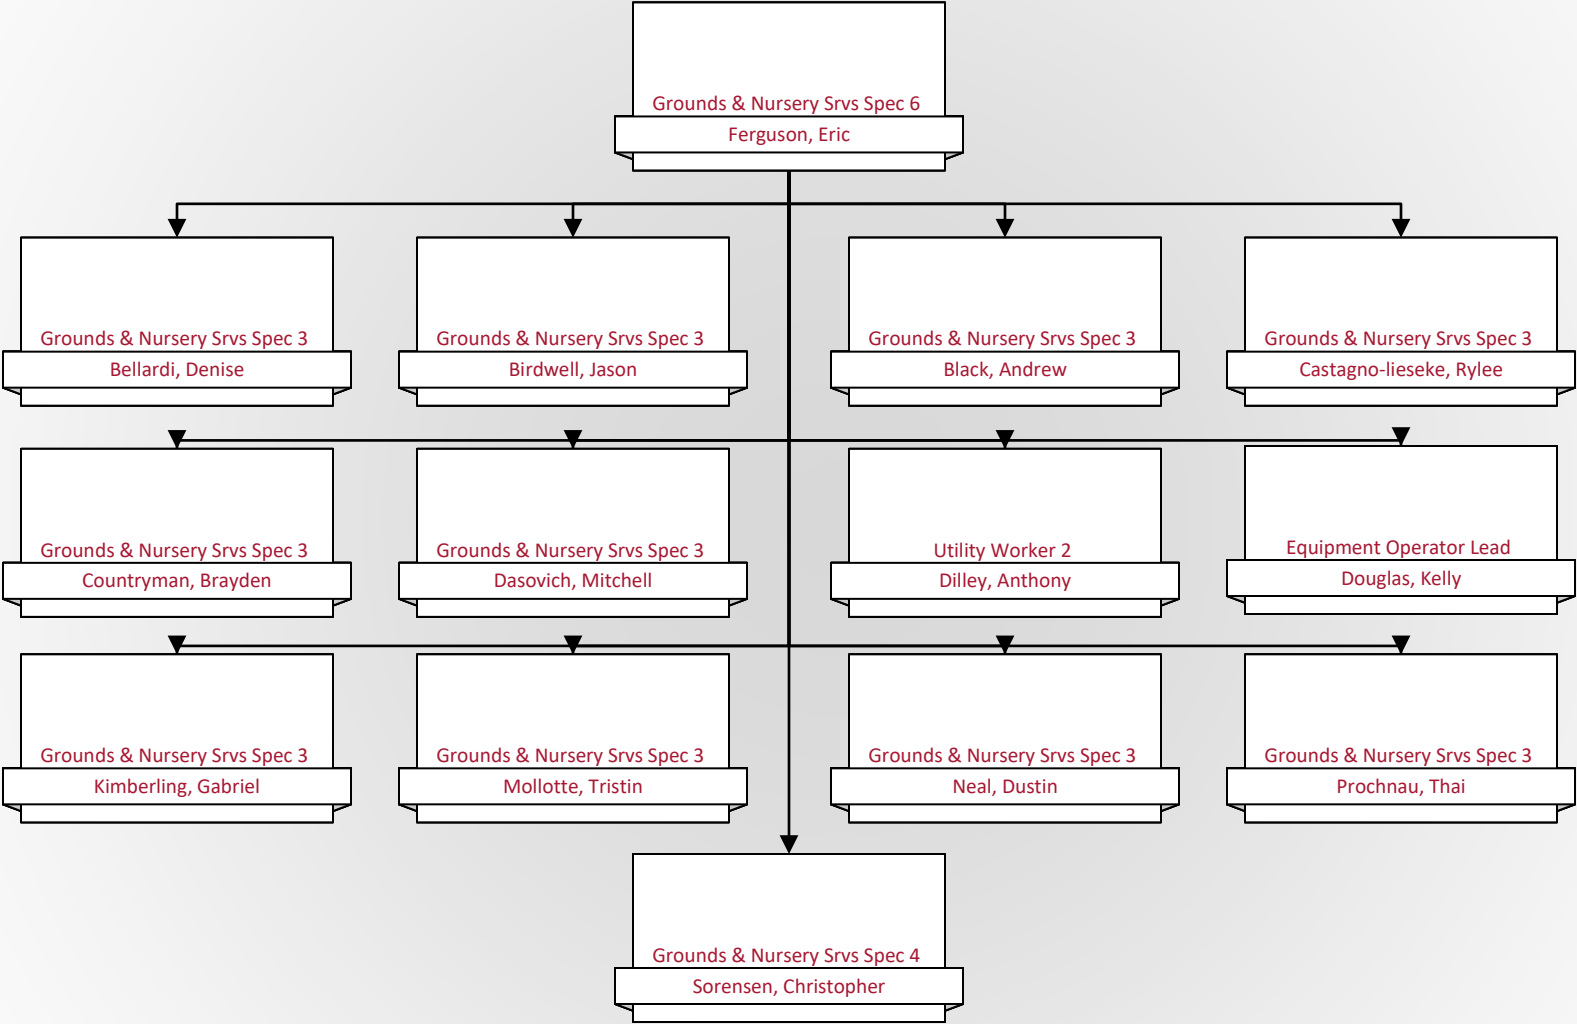 Grounds & Nursery Srvs Spec 6
Ferguson, Eric
Grounds & Nursery Srvs Spec 3
Bellardi, Denise
Grounds & Nursery Srvs Spec 3
Birdwell, Jason
Grounds & Nursery Srvs Spec 3
Black, Andrew
Grounds & Nursery Srvs Spec 3
Castagno-lieseke, Rylee
Grounds & Nursery Srvs Spec 3
Countryman, Brayden
Grounds & Nursery Srvs Spec 3
Dasovich, Mitchell
Utility Worker 2
Dilley, Anthony
Equipment Operator Lead
Douglas, Kelly
Grounds & Nursery Srvs Spec 3
Kimberling, Gabriel
Grounds & Nursery Srvs Spec 3
Mollotte, Tristin
Grounds & Nursery Srvs Spec 3
Neal, Dustin
Grounds & Nursery Srvs Spec 3
Prochnau, Thai
Grounds & Nursery Srvs Spec 4
Sorensen, Christopher